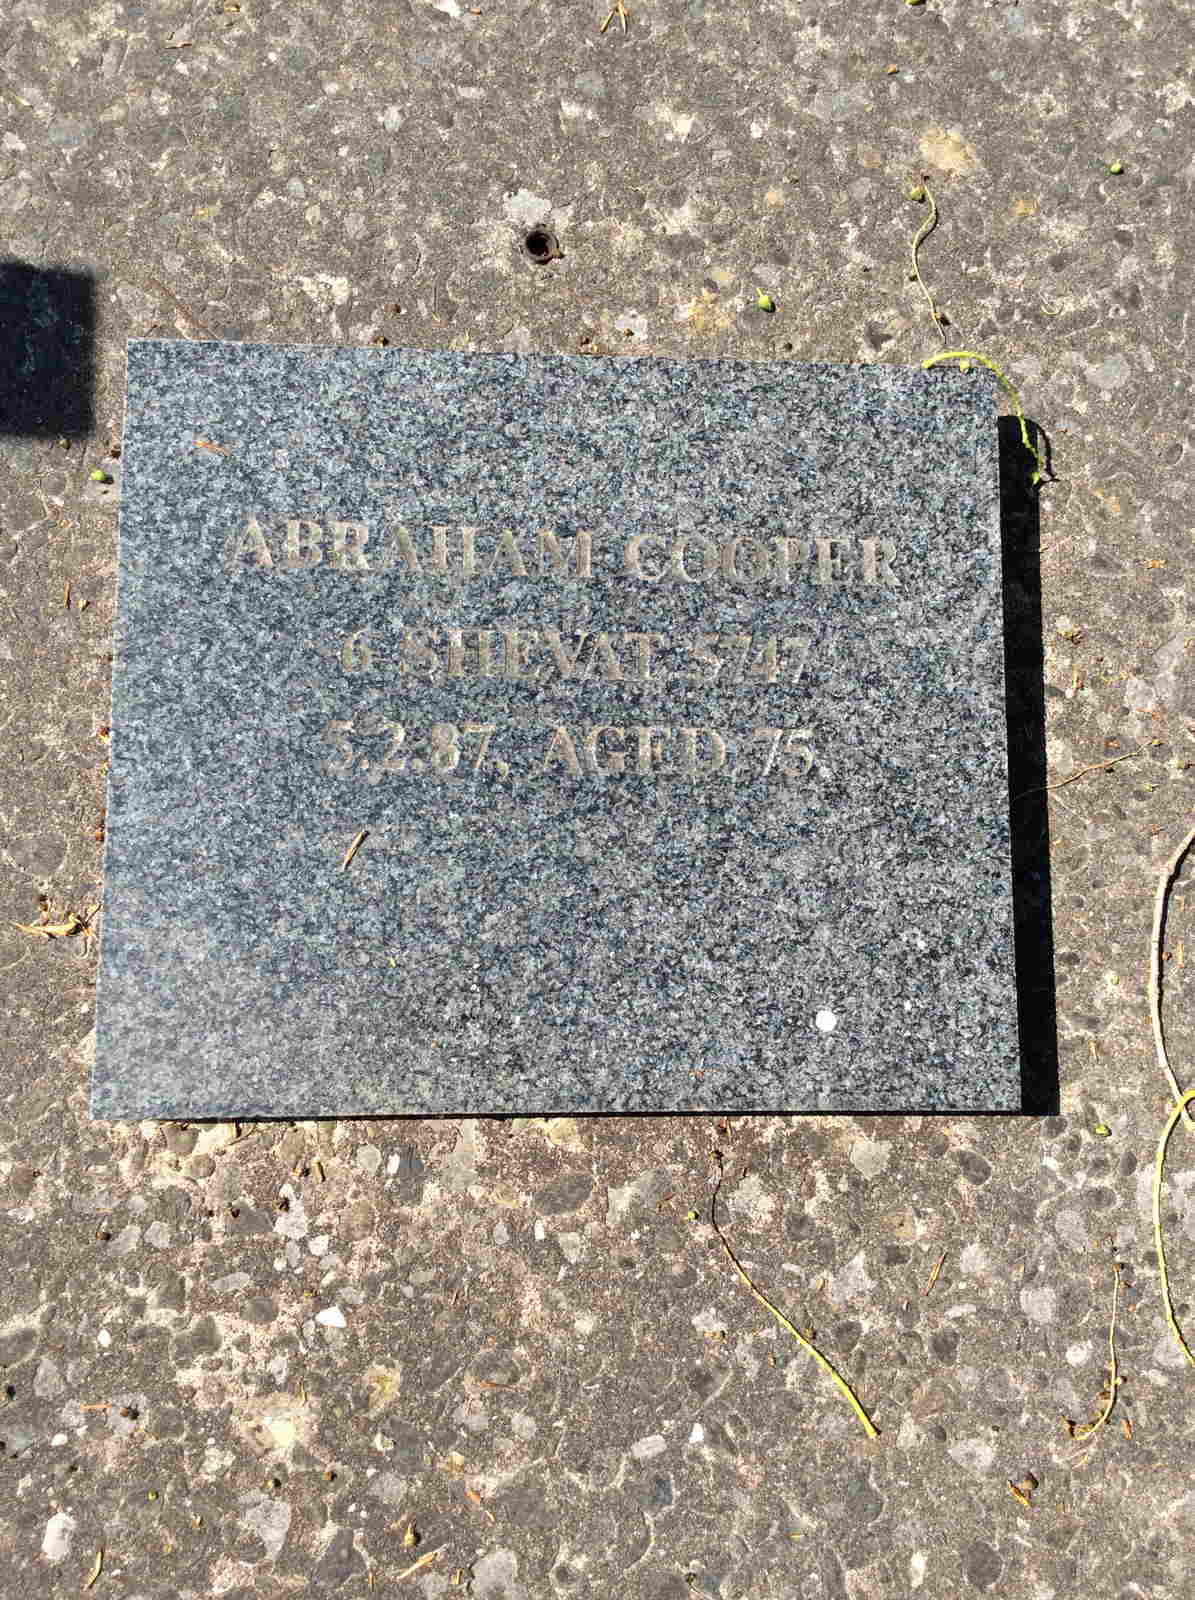 ABRAHAM COOPER
6 SHEVAT 5747
5.2.87, AGED 75